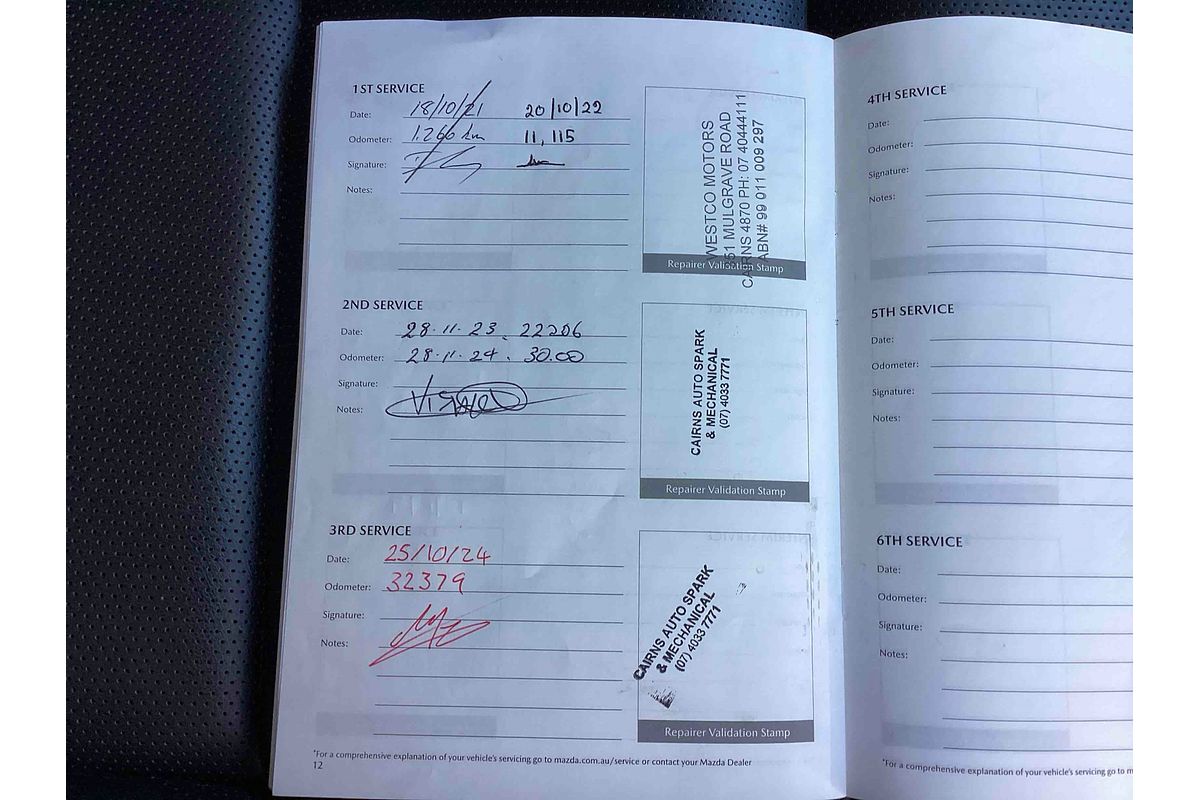 1ST SERVICE
Date: 18/10/21 20/10/22
Odometer: 1.266 km 11,115
Signature:
Notes:
WESTCO MOTORS
51 MULGRAVE ROAD
CAIRNS 4870 PH: 07 40444111
ABN# 99 011 009 297
Repairer Validation Stamp
2ND SERVICE
Date: 28.11.23. 22206
Odometer: 28.11.24. 30.00
Signature:
Notes:
CAIRNS AUTO SPARK
& MECHANICAL
(07) 4033 7771
Repairer Validation Stamp
3RD SERVICE
Date: 25/10/24
Odometer: 32379
Signature:
Notes:
CAIRNS AUTO SPARK
& MECHANICAL
(07) 4033 7771
Repairer Validation Stamp
*For a comprehensive explanation of your vehicle's servicing go to mazda.com.au/service or contact your Mazda Dealer
12
4TH SERVICE
Date:
Odometer:
Signature:
Notes:
5TH SERVICE
Date:
Odometer:
Signature:
Notes:
6TH SERVICE
Date:
Odometer:
Signature:
Notes:
*For a comprehensive explanation of your vehicle's servicing go to m